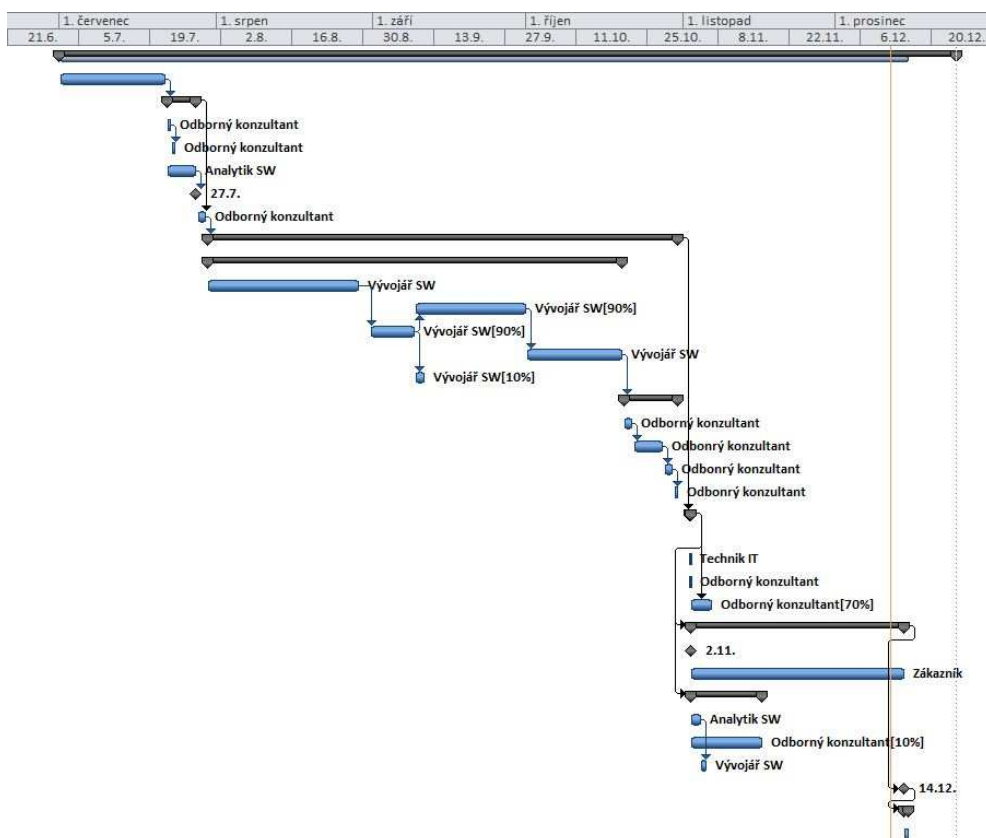 1. červenec 1. srpen 1. září 1. říjen 1. listopad 1. prosinec
21.6. 5.7. 19.7. 2.8. 16.8. 30.8. 13.9. 27.9. 11.10. 25.10. 8.11. 22.11. 6.12. 20.12.
Odborný konzultant
Odborný konzultant
Analytik SW
27.7.
Odborný konzultant
Vývojář SW
Vývojář SW[90%]
Vývojář SW[90%]
Vývojář SW
Vývojář SW[10%]
Odborný konzultant
Odbonrý konzultant
Odbonrý konzultant
Odbonrý konzultant
Technik IT
Odborný konzultant
Odborný konzultant[70%]
2.11.
Zákazník
Analytik SW
Odborný konzultant[10%]
Vývojář SW
14.12.